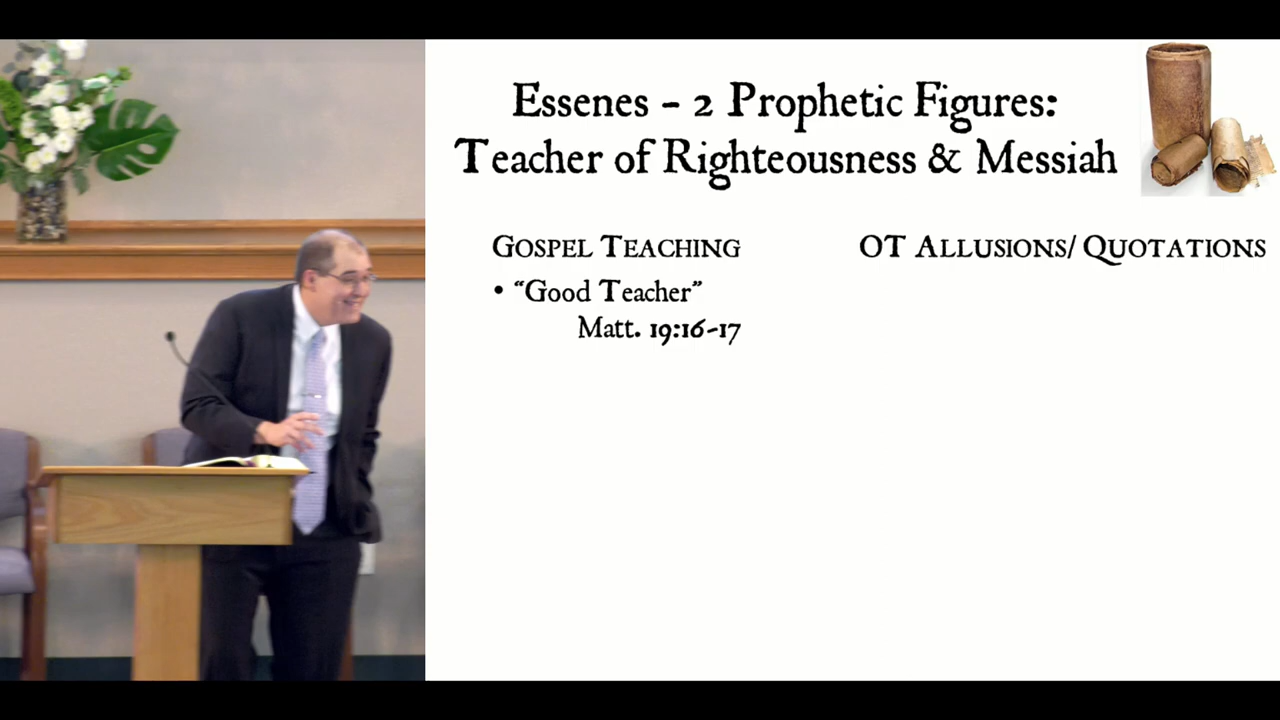 Essenes – 2 Prophetic Figures:
Teacher of Righteousness & Messiah
Gospel Teaching
OT Allusions/ Quotations
• “Good Teacher”
Matt. 19:16-17